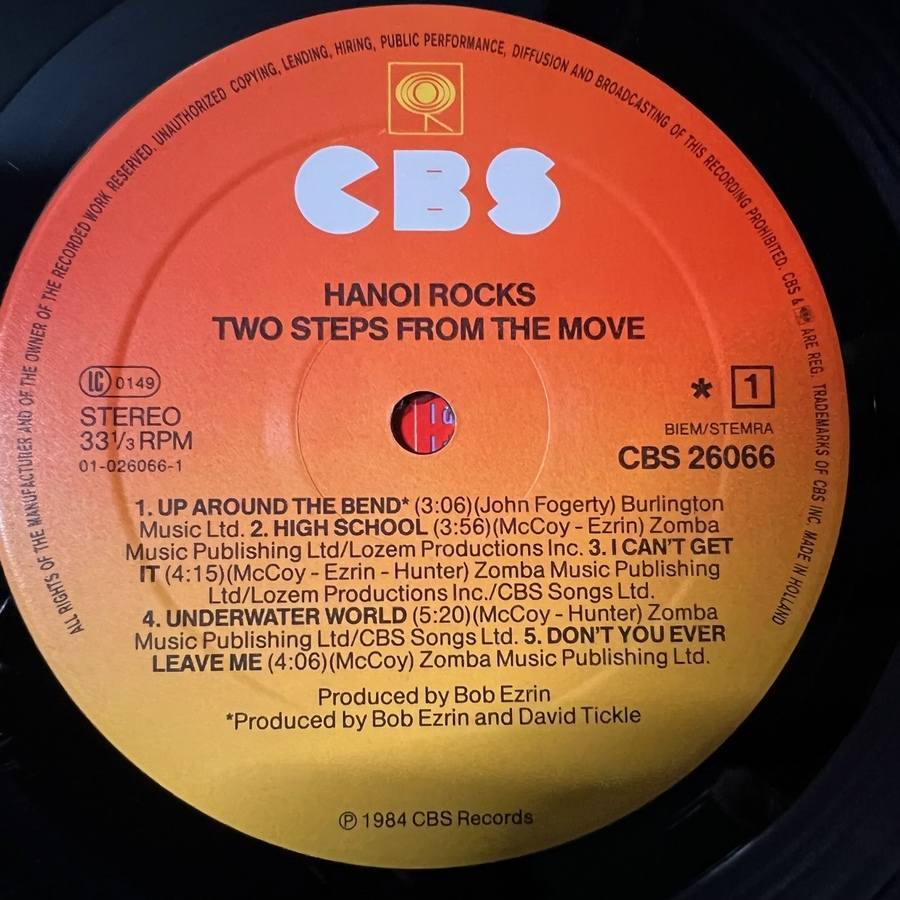 ALL RIGHTS OF THE MANUFACTURER AND OF THE OWNER OF THE RECORDED WORK RESERVED. UNAUTHORIZED COPYING, LENDING, HIRING, PUBLIC PERFORMANCE, DIFFUSION AND BROADCASTING OF THIS RECORDING PROHIBITED. CBS & ARE REG. TRADEMARKS OF CBS INC. MADE IN HOLLAND
CBS
HANOI ROCKS
TWO STEPS FROM THE MOVE
LC 0149
STEREO
33 1/3 RPM
01-026066-1
* 1
BIEM/STEMRA
CBS 26066
1. UP AROUND THE BEND* (3:06)(John Fogerty) Burlington
Music Ltd. 2. HIGH SCHOOL (3:56)(McCoy - Ezrin) Zomba
Music Publishing Ltd/Lozem Productions Inc. 3. I CAN'T GET
IT (4:15)(McCoy - Ezrin - Hunter) Zomba Music Publishing
Ltd/Lozem Productions Inc./CBS Songs Ltd.
4. UNDERWATER WORLD (5:20)(McCoy - Hunter) Zomba
Music Publishing Ltd/CBS Songs Ltd. 5. DON'T YOU EVER
LEAVE ME (4:06)(McCoy) Zomba Music Publishing Ltd.
Produced by Bob Ezrin
*Produced by Bob Ezrin and David Tickle
℗ 1984 CBS Records